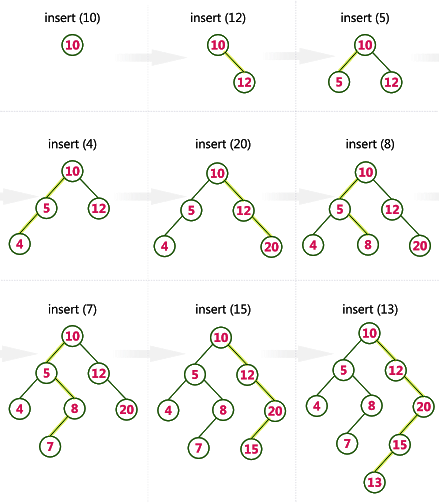 insert (10)
10
insert (12)
10
12
insert (5)
10
5 12
insert (4)
10
5 12
4
insert (20)
10
5 12
4 20
insert (8)
10
5 12
4 8 20
insert (7)
10
5 12
4 8 20
7
insert (15)
10
5 12
4 8 20
7 15
insert (13)
10
5 12
4 8 20
7 15
13